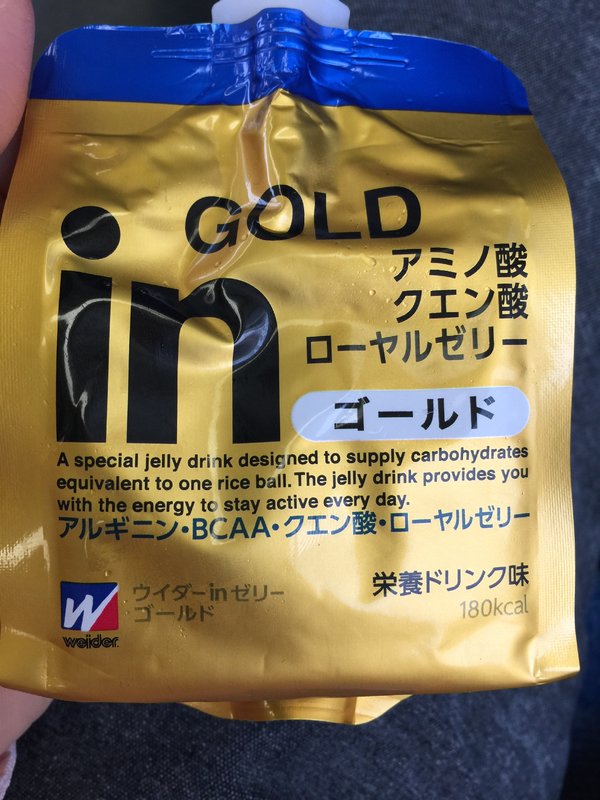 GOLD
in
アミノ酸
クエン酸
ローヤルゼリー
ゴールド
A special jelly drink designed to supply carbohydrates
equivalent to one rice ball. The jelly drink provides you
with the energy to stay active every day.
アルギニン・BCAA・クエン酸・ローヤルゼリー
栄養ドリンク味
180kcal
W
weider
ウイダーinゼリー
ゴールド